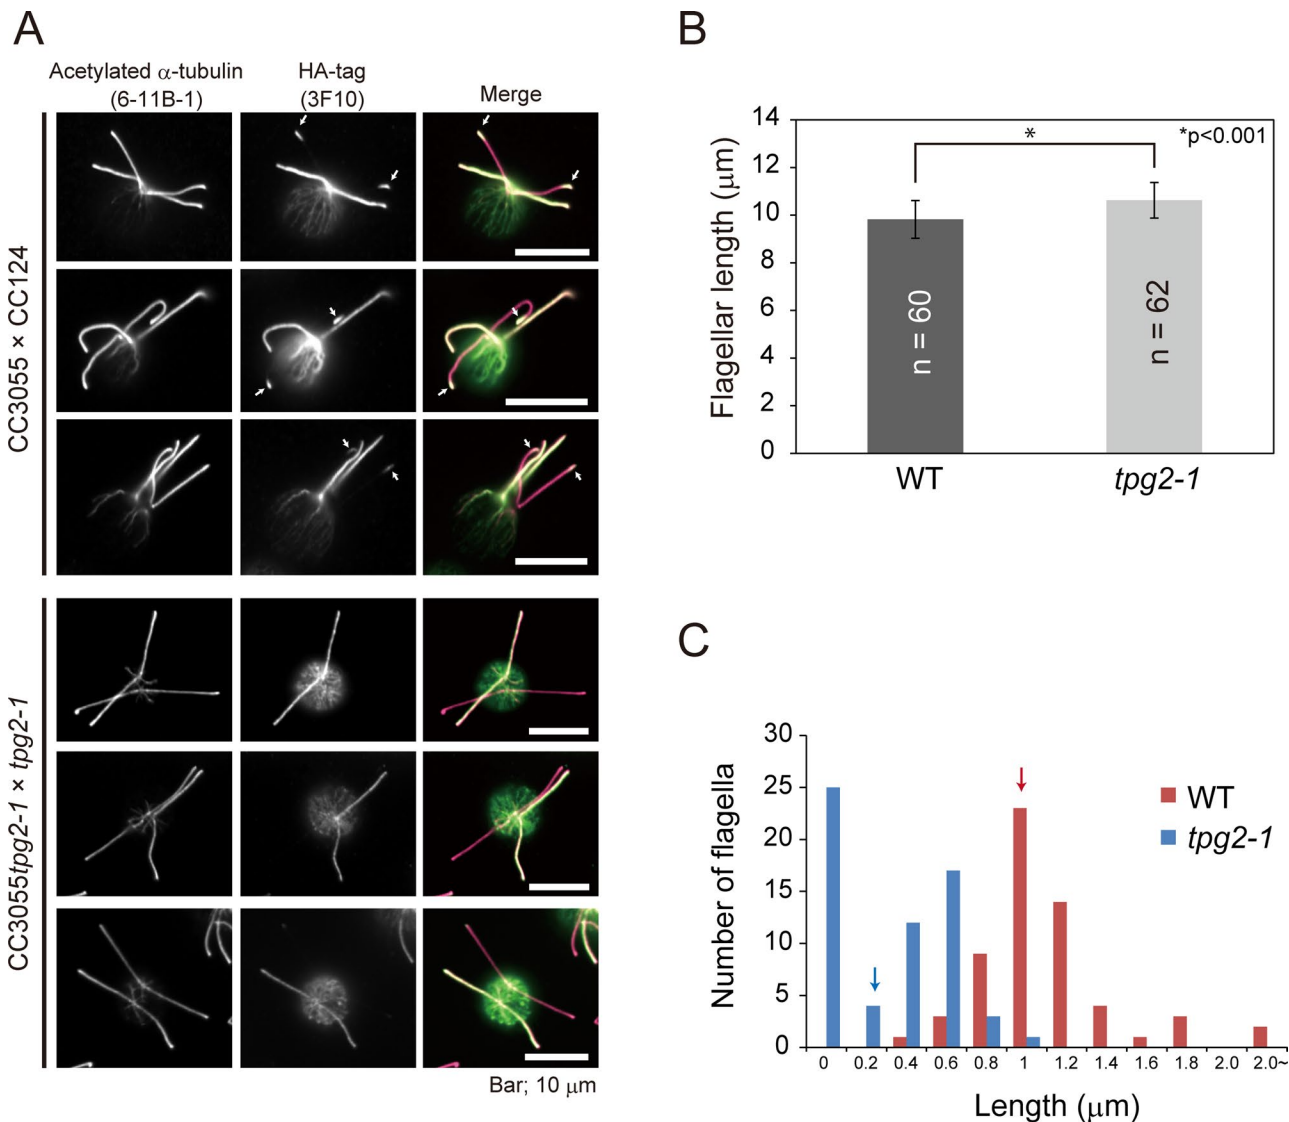 A
Acetylated α-tubulin
(6-11B-1)
HA-tag
(3F10)
Merge
CC3055 × CC124
CC3055tpg2-1 × tpg2-1
Bar; 10 μm
B
Flagellar length (μm)
14
12
10
8
6
4
2
0
*
*p<0.001
n = 60
n = 62
WT
tpg2-1
C
Number of flagella
30
25
20
15
10
5
0
WT
tpg2-1
0 0.2 0.4 0.6 0.8 1 1.2 1.4 1.6 1.8 2.0 2.0~
Length (μm)